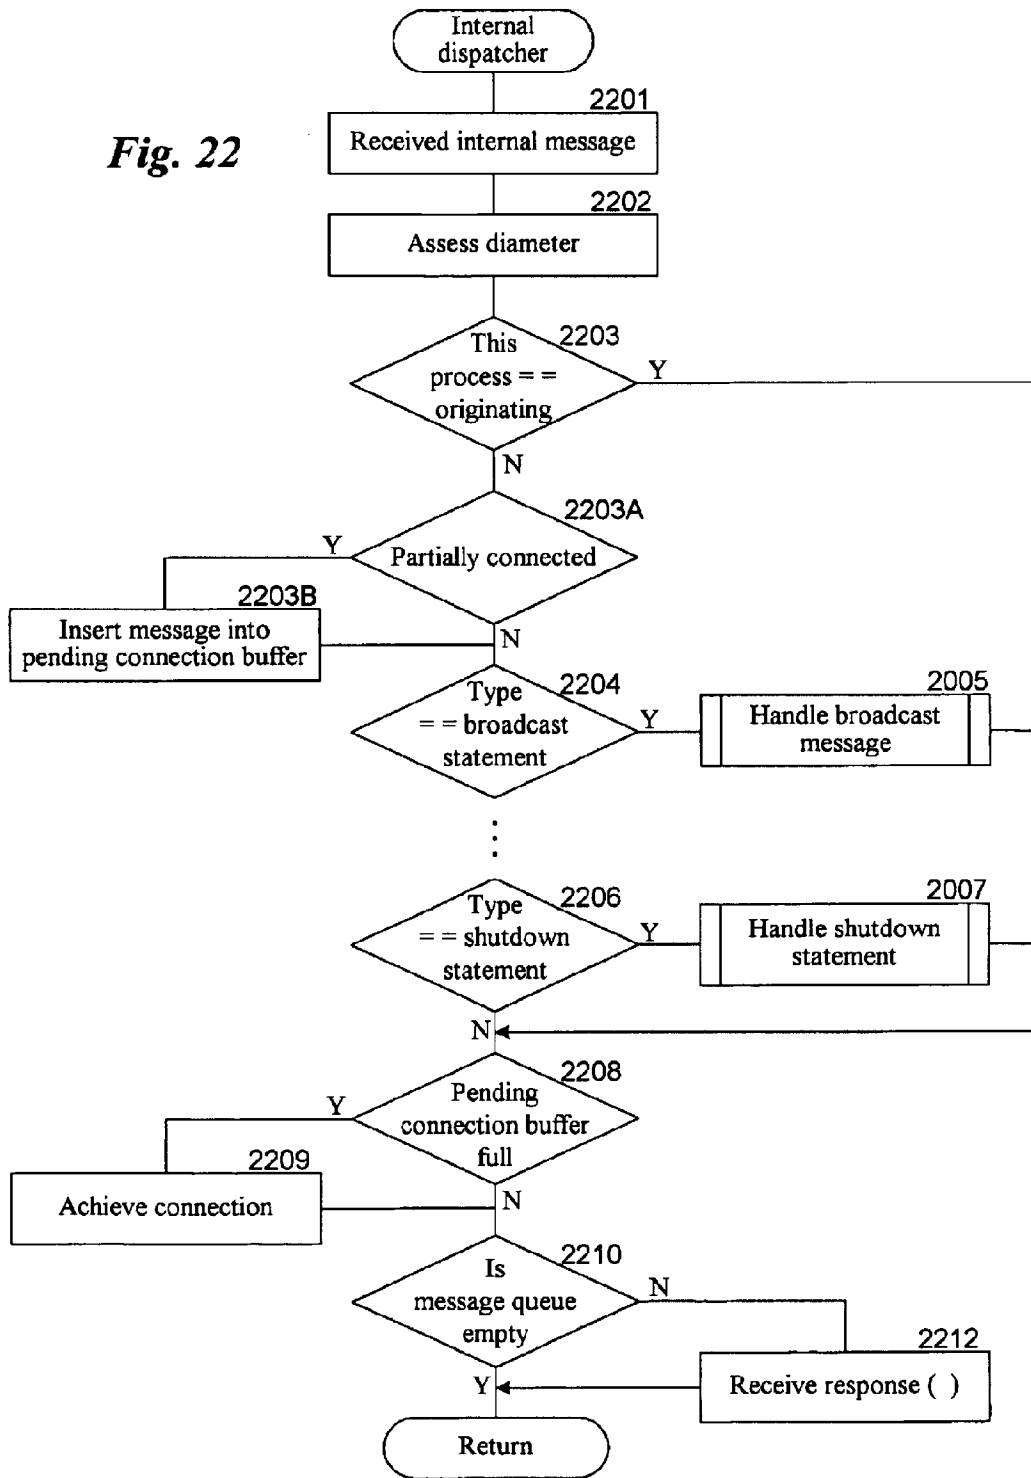 Internal
dispatcher
Fig. 22
2201
Received internal message
2202
Assess diameter
2203
This
process = =
originating
Y
N
2203A
Partially connected
Y
N
2203B
Insert message into
pending connection buffer
2204
Type
= = broadcast
statement
Y
2005
Handle broadcast
message
2206
Type
= = shutdown
statement
Y
2007
Handle shutdown
statement
N
2208
Pending
connection buffer
full
Y
2209
Achieve connection
N
2210
Is
message queue
empty
N
2212
Receive response ( )
Y
Return